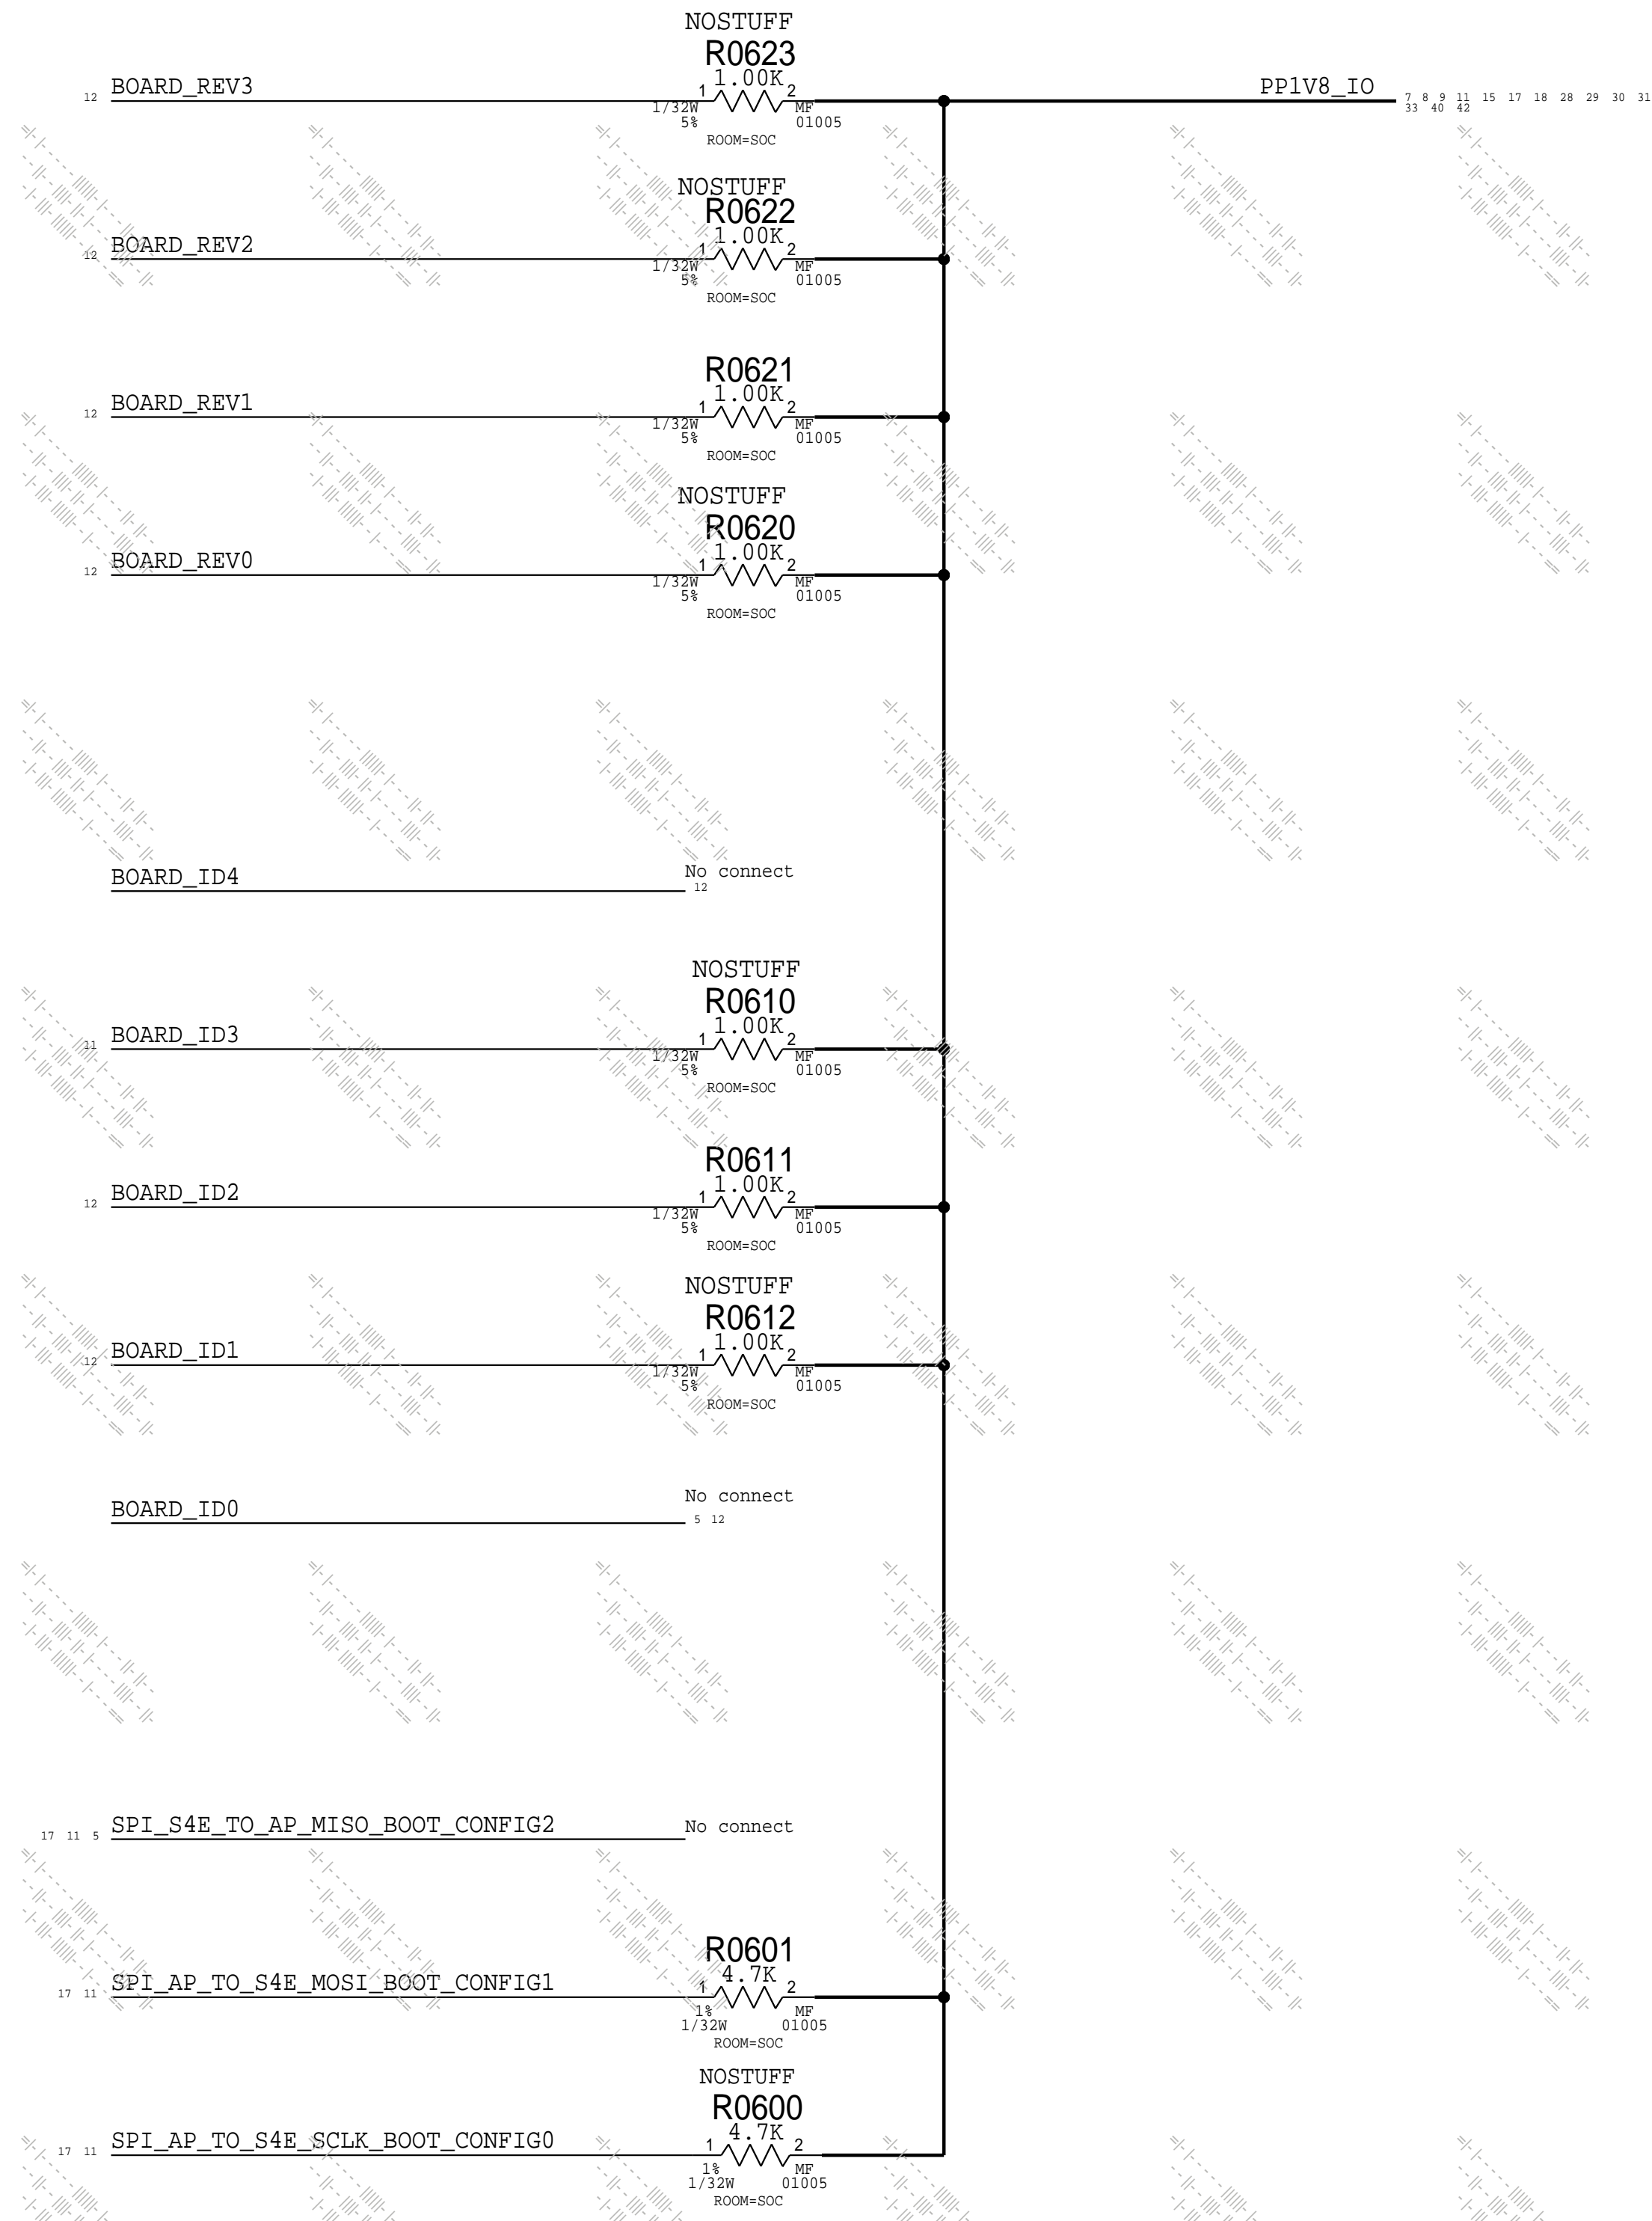 NOSTUFF
R0623
1.00K
12 BOARD_REV3 1 2 PP1V8_IO 7 8 9 11 15 17 18 28 29 30 31
1/32W MF 33 40 42
5% 01005
ROOM=SOC
NOSTUFF
R0622
1.00K
12 BOARD_REV2 1 2
1/32W MF
5% 01005
ROOM=SOC
R0621
1.00K
12 BOARD_REV1 1 2
1/32W MF
5% 01005
ROOM=SOC
NOSTUFF
R0620
1.00K
12 BOARD_REV0 1 2
1/32W MF
5% 01005
ROOM=SOC
BOARD_ID4 No connect
12
NOSTUFF
R0610
1.00K
11 BOARD_ID3 1 2
1/32W MF
5% 01005
ROOM=SOC
R0611
1.00K
12 BOARD_ID2 1 2
1/32W MF
5% 01005
ROOM=SOC
NOSTUFF
R0612
1.00K
12 BOARD_ID1 1 2
1/32W MF
5% 01005
ROOM=SOC
BOARD_ID0 No connect
5 12
17 11 5 SPI_S4E_TO_AP_MISO_BOOT_CONFIG2 No connect
R0601
4.7K
17 11 SPI_AP_TO_S4E_MOSI_BOOT_CONFIG1 1 2
1% MF
1/32W 01005
ROOM=SOC
NOSTUFF
R0600
4.7K
17 11 SPI_AP_TO_S4E_SCLK_BOOT_CONFIG0 1 2
1% MF
1/32W 01005
ROOM=SOC